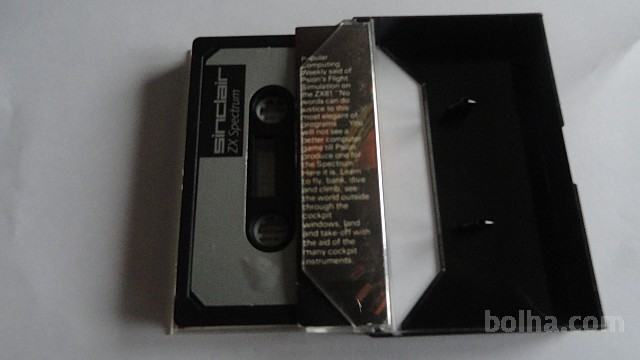 sinclair
ZX Spectrum
Popular
Computing
Weekly said of
Psion's Flight
Simulation on
the ZX81: "No
words can do
justice to this
most elegant of
programs ... You
will not see a
better computer
game till Psion
produce one for
the Spectrum."
Here it is. Learn
to fly, bank, dive
and climb, see
the world outside
through the
cockpit
windows, land
and take-off with
the aid of the
many cockpit
instruments.
bolha.com